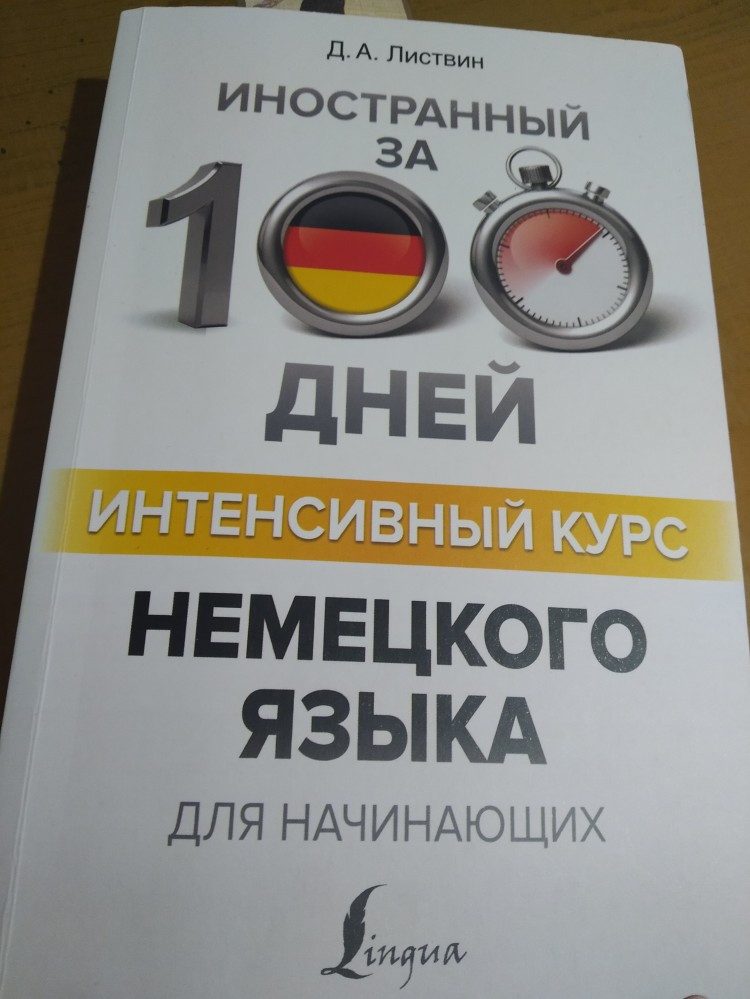 Д. А. Листвин
ИНОСТРАННЫЙ
ЗА
100
ДНЕЙ
ИНТЕНСИВНЫЙ КУРС
НЕМЕЦКОГО
ЯЗЫКА
ДЛЯ НАЧИНАЮЩИХ
Lingua